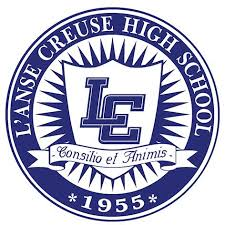 L'ANSE CREUSE HIGH SCHOOL
LC
Consilio et Animis
*1955*